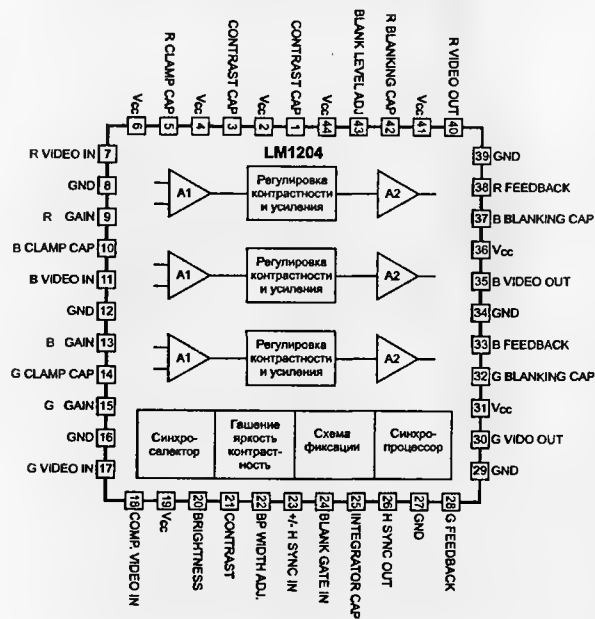 R CLAMP CAP
CONTRAST CAP
CONTRAST CAP
BLANK LEVEL ADJ
R BLANKING CAP
R VIDEO OUT
Vcc
Vcc
Vcc
Vcc
Vcc
6
5
4
3
2
1
44
43
42
41
40
LM1204
R VIDEO IN 7
GND 8
R GAIN 9
B CLAMP CAP 10
B VIDEO IN 11
GND 12
B GAIN 13
G CLAMP CAP 14
G GAIN 15
GND 16
G VIDEO IN 17
A1
Регулировка
контрастности
и усиления
A2
A1
Регулировка
контрастности
и усиления
A2
A1
Регулировка
контрастности
и усиления
A2
39 GND
38 R FEEDBACK
37 B BLANKING CAP
36 Vcc
35 B VIDEO OUT
34 GND
33 B FEEDBACK
32 G BLANKING CAP
31 Vcc
30 G VIDO OUT
29 GND
Синхро-
селектор
Гашение
яркость
контраст-
ность
Схема
фиксации
Синхро-
процессор
18
19
20
21
22
23
24
25
26
27
28
COMP. VIDEO IN
Vcc
BRIGHTNESS
CONTRAST
BP WIDTH ADJ.
+/- H SYNC IN
BLANK GATE IN
INTEGRATOR CAP
H SYNC OUT
GND
G FEEDBACK